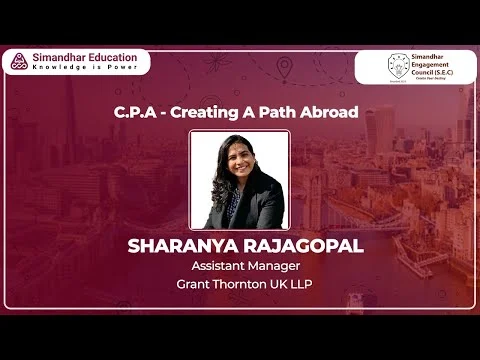 Simandhar Education
Knowledge is Power
Simandhar
Engagement
Council (S.E.C)
Create Your Destiny
C.P.A - Creating A Path Abroad
SHARANYA RAJAGOPAL
Assistant Manager
Grant Thornton UK LLP